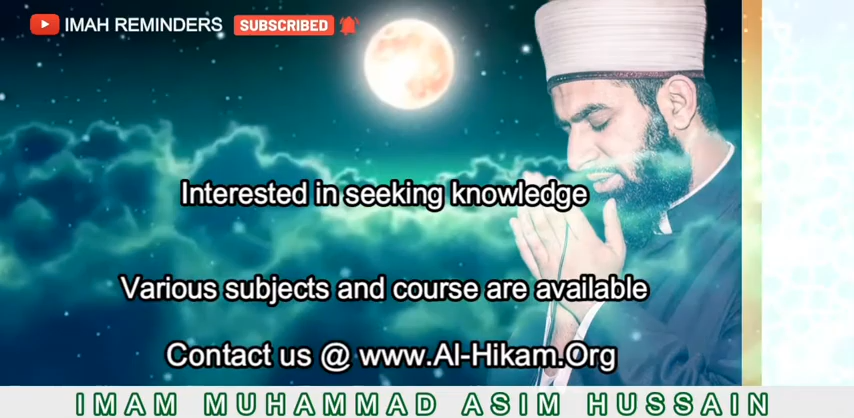 IMAH REMINDERS SUBSCRIBED
Interested in seeking knowledge
Various subjects and course are available
Contact us @ www.Al-Hikam.Org
IMAM MUHAMMAD ASIM HUSSAIN